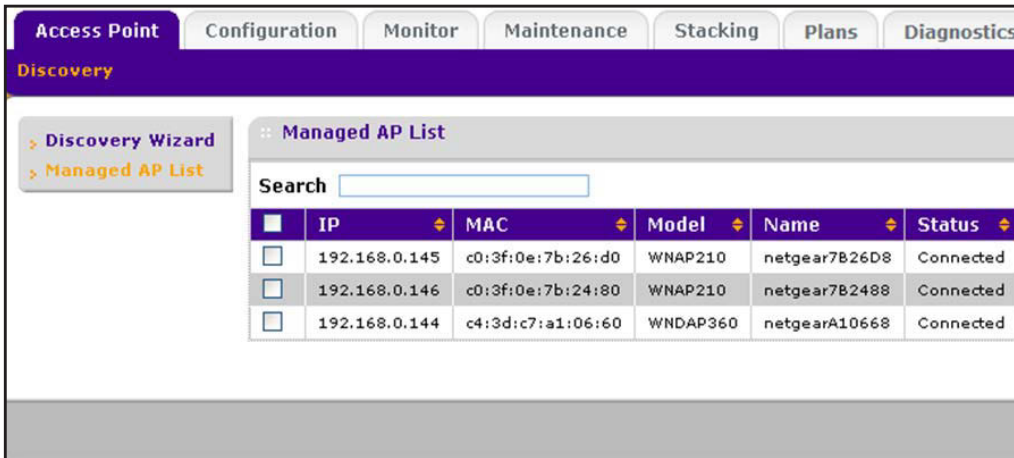 Access Point Configuration Monitor Maintenance Stacking Plans Diagnostics
Discovery
Discovery Wizard
Managed AP List
Managed AP List
Search
IP MAC Model Name Status
192.168.0.145 c0:3f:0e:7b:26:d0 WNAP210 netgear7B26D8 Connected
192.168.0.146 c0:3f:0e:7b:24:80 WNAP210 netgear7B2488 Connected
192.168.0.144 c4:3d:c7:a1:06:60 WNDAP360 netgearA10668 Connected